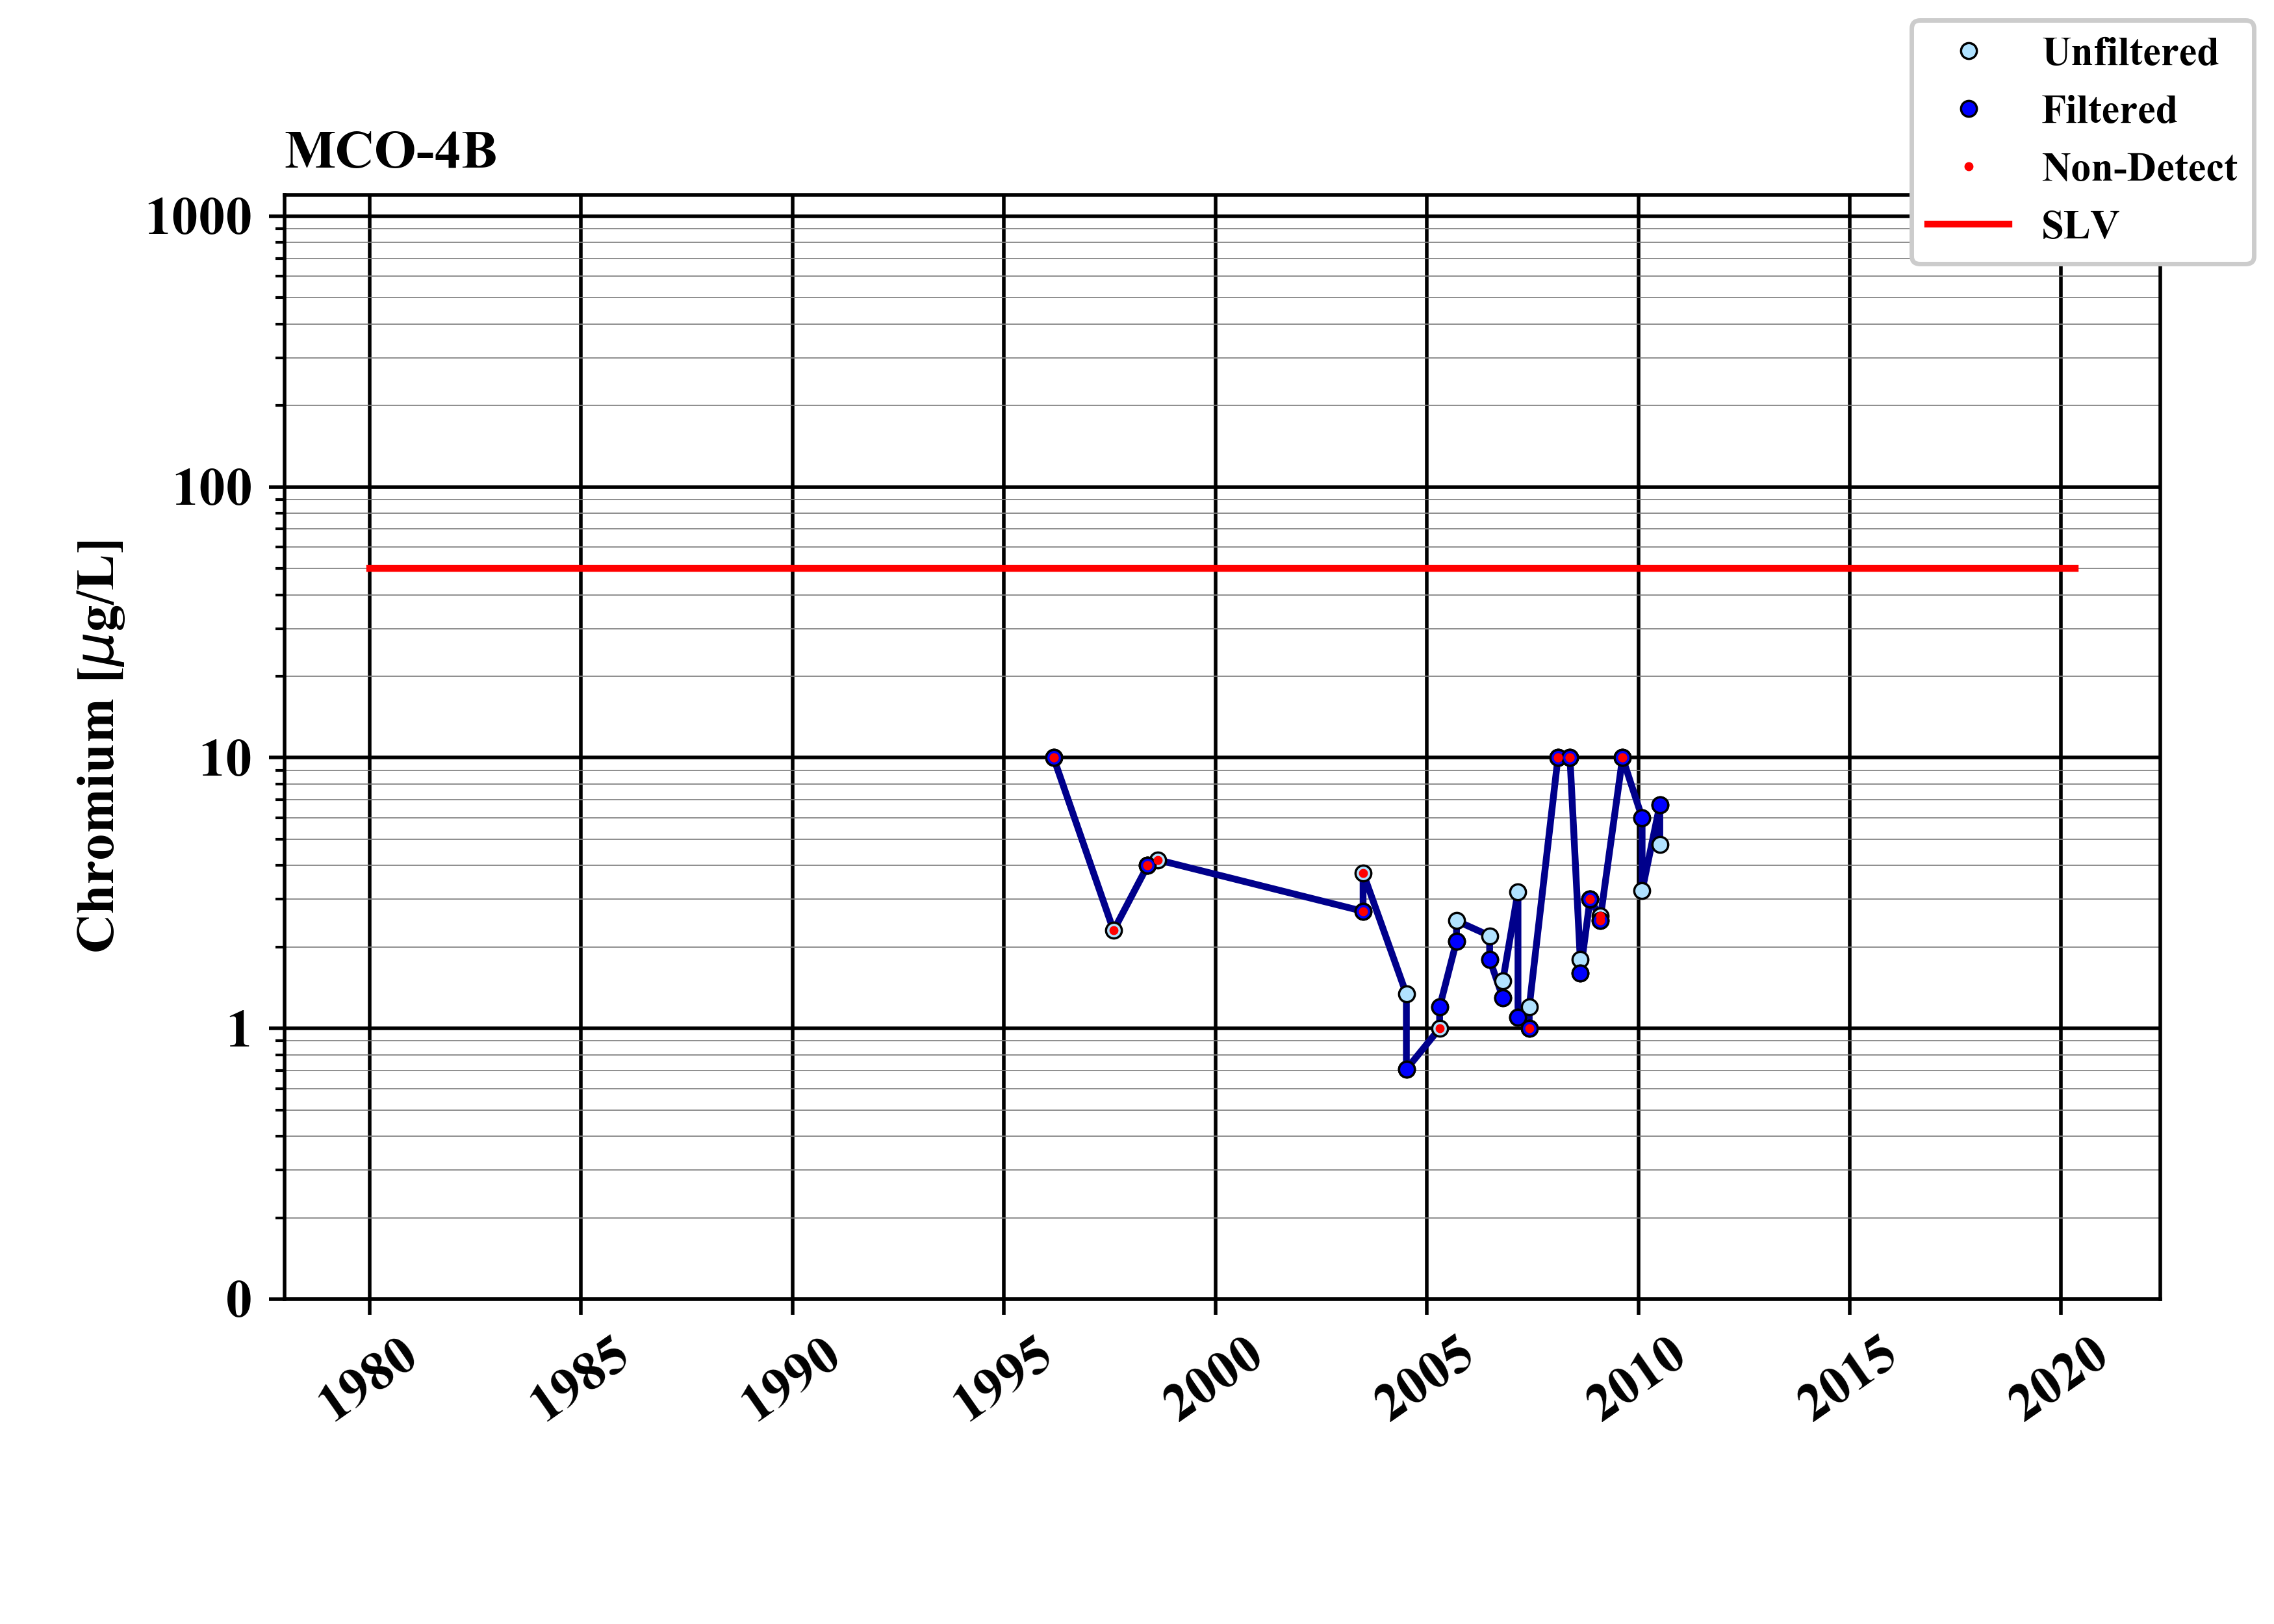 Unfiltered
Filtered
Non-Detect
SLV
MCO-4B
1000
100
10
1
0
Chromium [μg/L]
1980
1985
1990
1995
2000
2005
2010
2015
2020